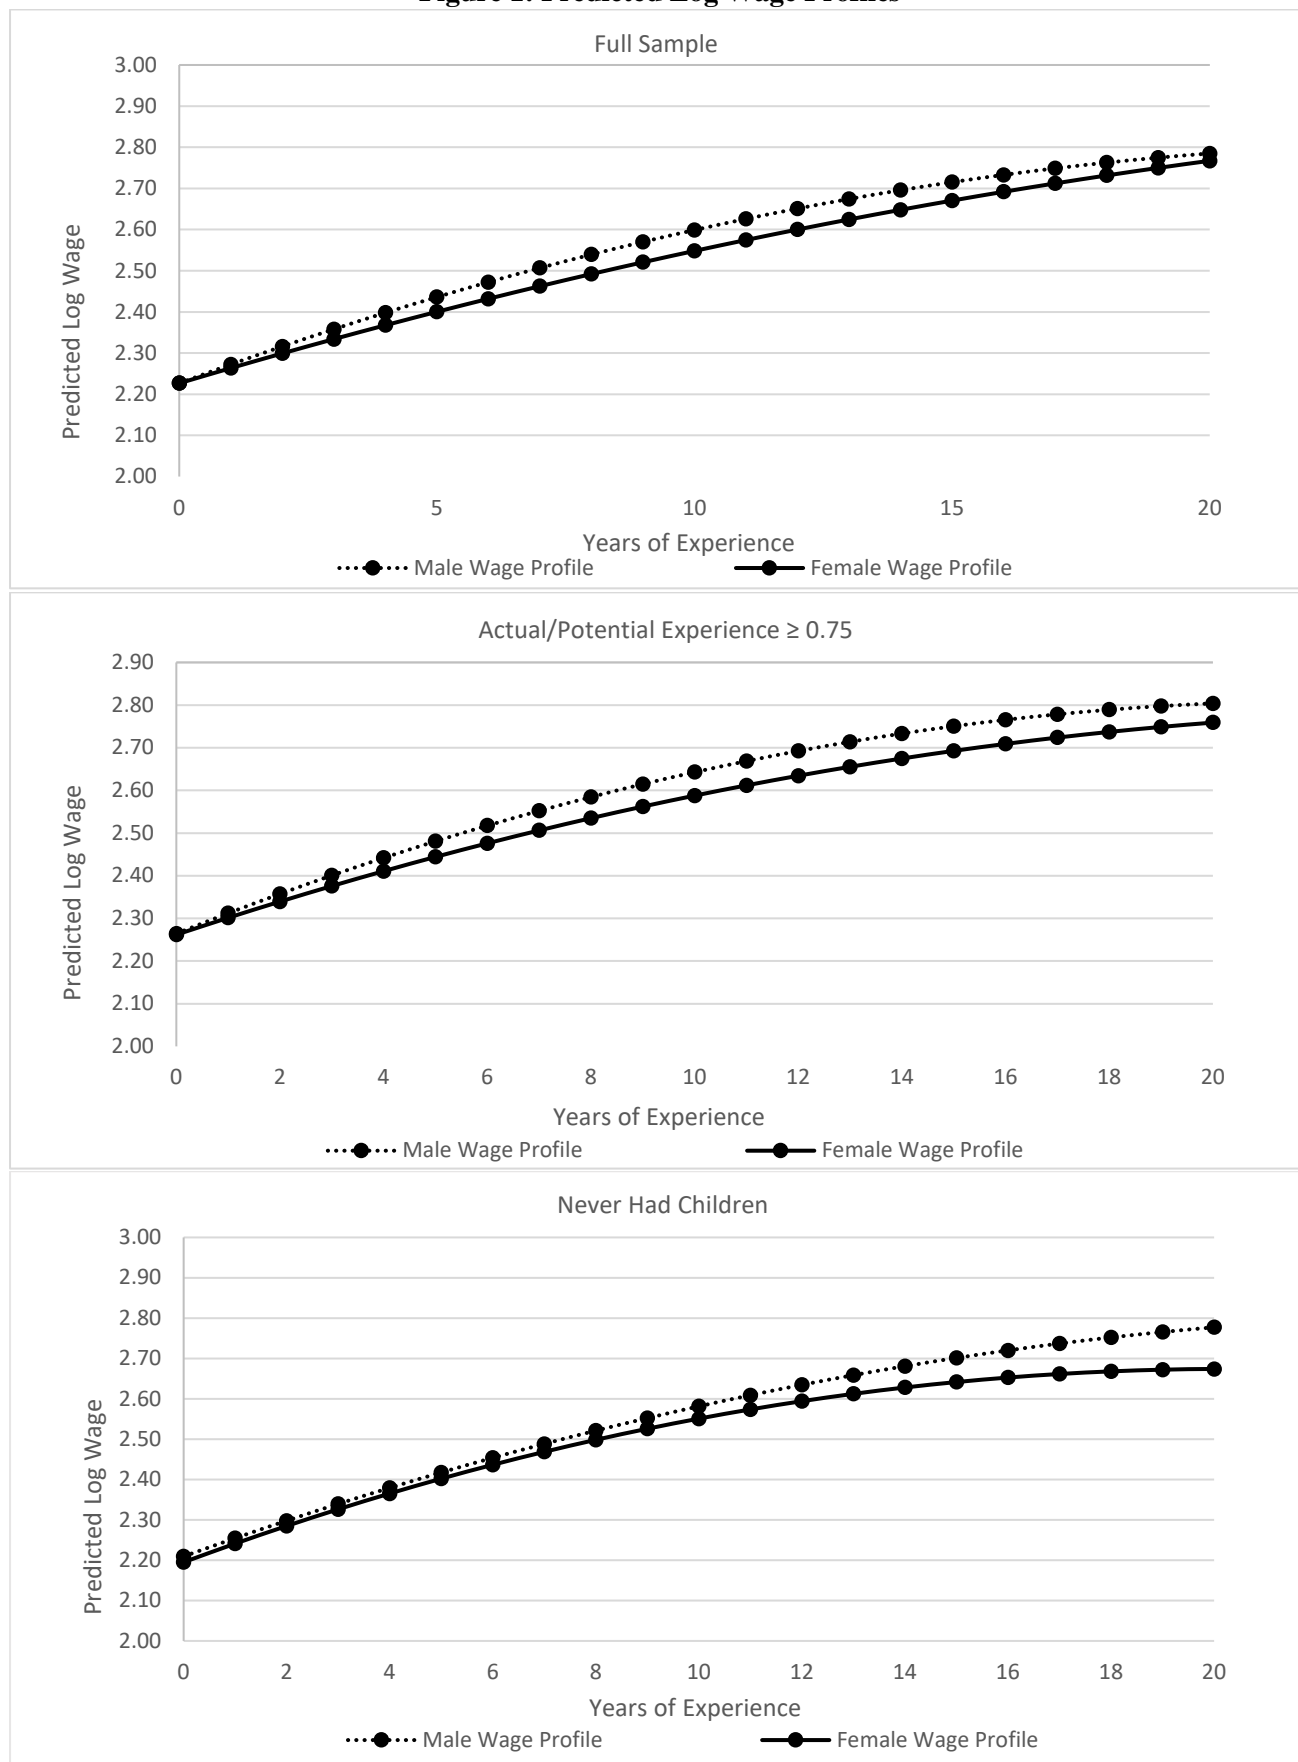 Full Sample
3.00
2.90
2.80
2.70
2.60
2.50
2.40
2.30
2.20
2.10
2.00
Predicted Log Wage
0 5 10 15 20
Years of Experience
Male Wage Profile Female Wage Profile
Actual/Potential Experience ≥ 0.75
2.90
2.80
2.70
2.60
2.50
2.40
2.30
2.20
2.10
2.00
Predicted Log Wage
0 2 4 6 8 10 12 14 16 18 20
Years of Experience
Male Wage Profile Female Wage Profile
Never Had Children
3.00
2.90
2.80
2.70
2.60
2.50
2.40
2.30
2.20
2.10
2.00
Predicted Log Wage
0 2 4 6 8 10 12 14 16 18 20
Years of Experience
Male Wage Profile Female Wage Profile